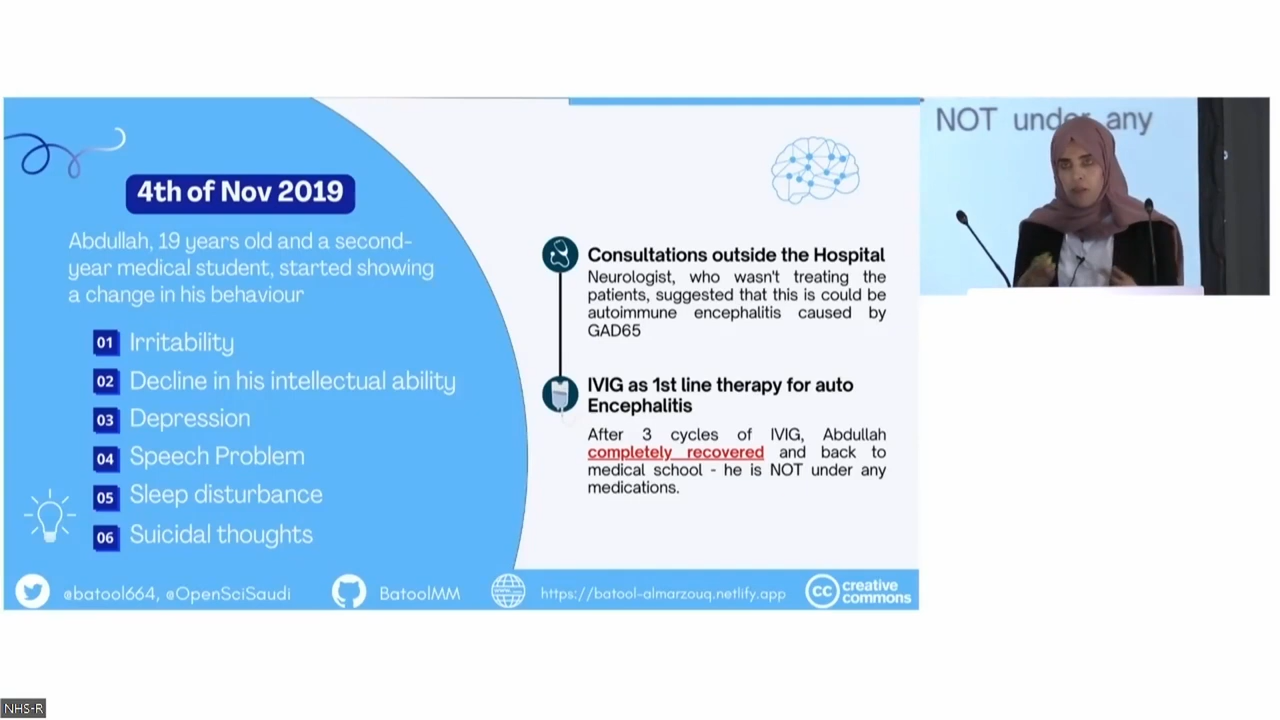 4th of Nov 2019
Abdullah, 19 years old and a second-
year medical student, started showing
a change in his behaviour
01 Irritability
02 Decline in his intellectual ability
03 Depression
04 Speech Problem
05 Sleep disturbance
06 Suicidal thoughts
Consultations outside the Hospital
Neurologist, who wasn't treating the
patients, suggested that this is could be
autoimmune encephalitis caused by
GAD65
IVIG as 1st line therapy for auto
Encephalitis
After 3 cycles of IVIG, Abdullah
completely recovered and back to
medical school - he is NOT under any
medications.
@batool664, @OpenSciSaudi
BatoolMM
https://batool-almarzouq.netlify.app
cc creative
commons
NOT under any
NHS-R